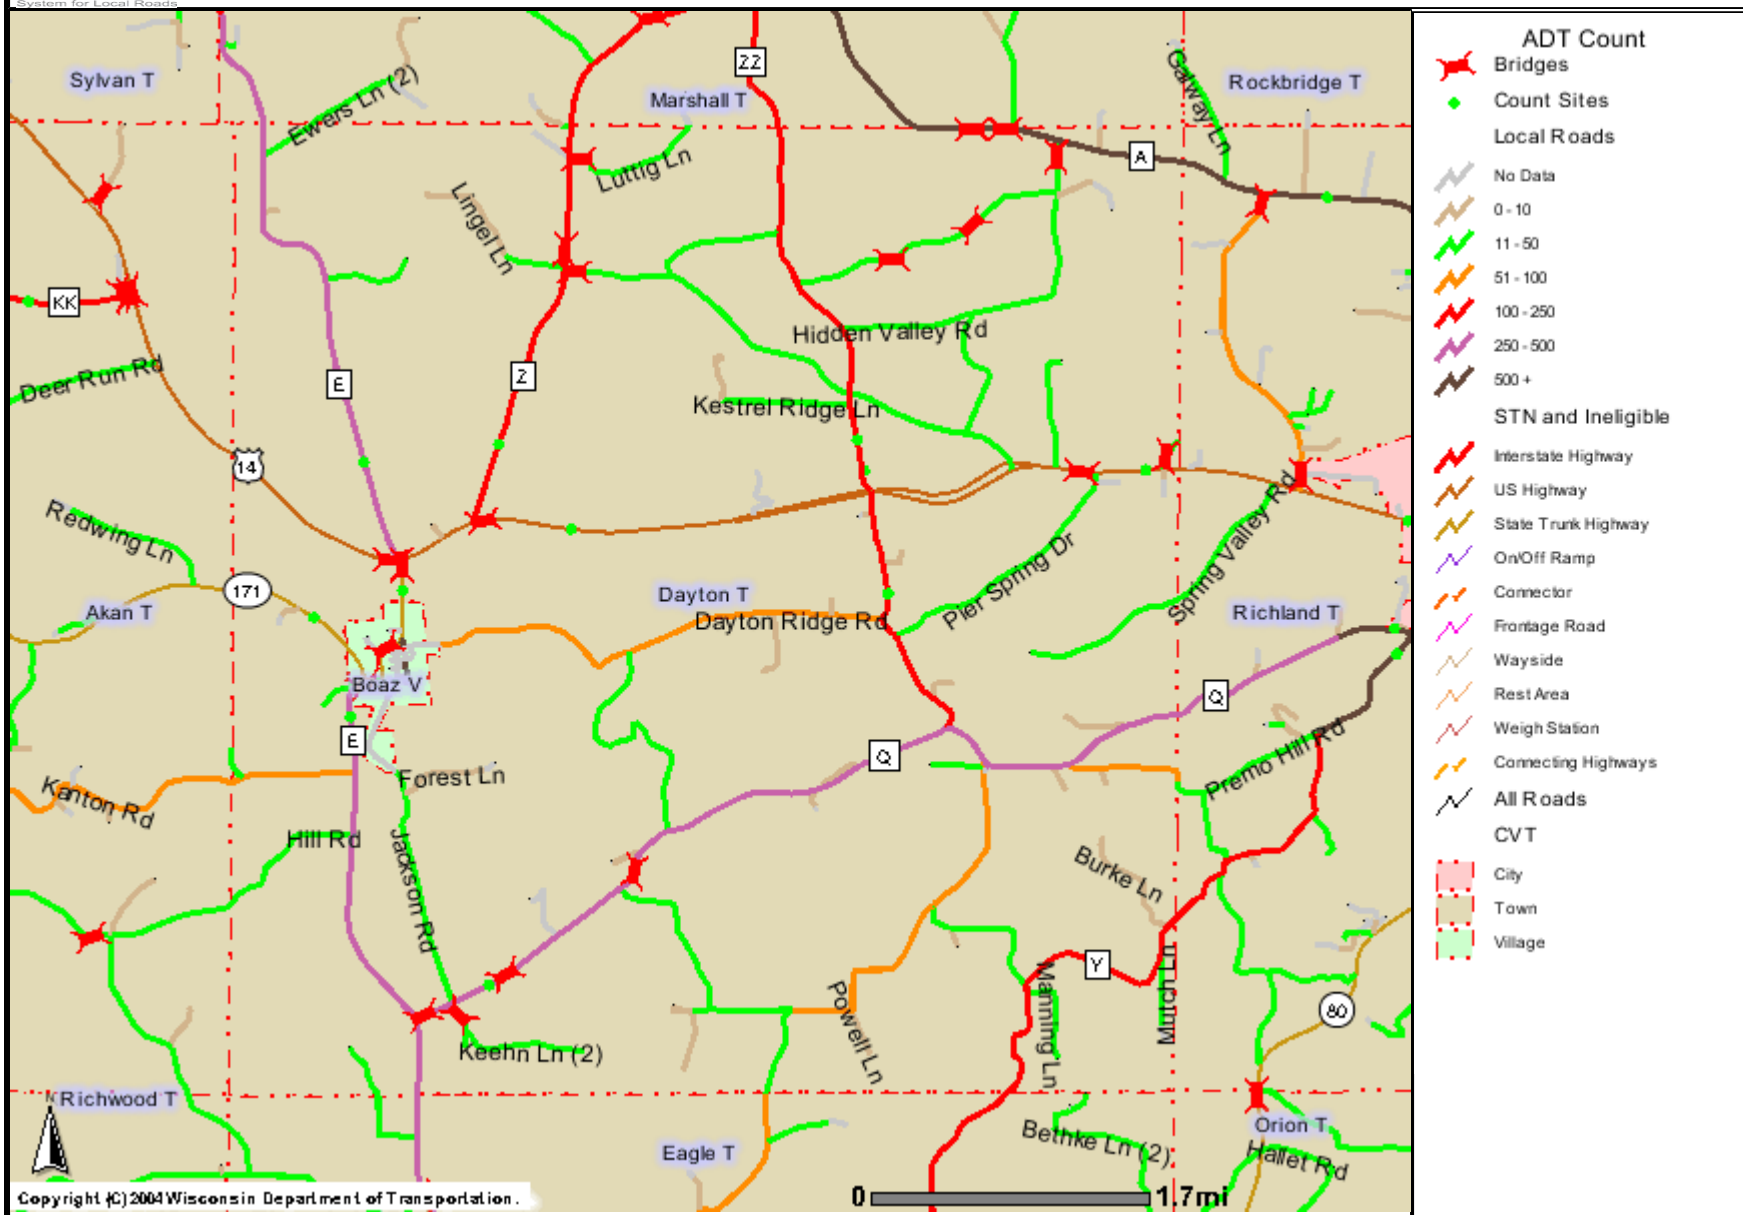 System for Local Roads
Sylvan T
Ewers Ln (2)
ZZ
Marshall T
Galway Ln
Rockbridge T
Luttig Ln
A
Lingel Ln
KK
Hidden Valley Rd
Deer Run Rd
E
Z
Kestrel Ridge Ln
14
Redwing Ln
171
Akan T
Dayton T
Dayton Ridge Rd
Pier Spring Dr
Spring Valley Rd
Richland T
Boaz V
Q
E
Q
Premo Hill Rd
Forest Ln
Kanton Rd
Hill Rd
Jackson Rd
Burke Ln
Y
Manning Ln
Mutch Ln
Powell Ln
80
Keehn Ln (2)
N
Richwood T
Eagle T
Bethke Ln (2)
Orion T
Hallet Rd
Copyright (C) 2004 Wisconsin Department of Transportation.
0 1.7mi
ADT Count
Bridges
Count Sites
Local Roads
No Data
0 - 10
11 - 50
51 - 100
100 - 250
250 - 500
500 +
STN and Ineligible
Interstate Highway
US Highway
State Trunk Highway
On/Off Ramp
Connector
Frontage Road
Wayside
Rest Area
Weigh Station
Connecting Highways
All Roads
CVT
City
Town
Village